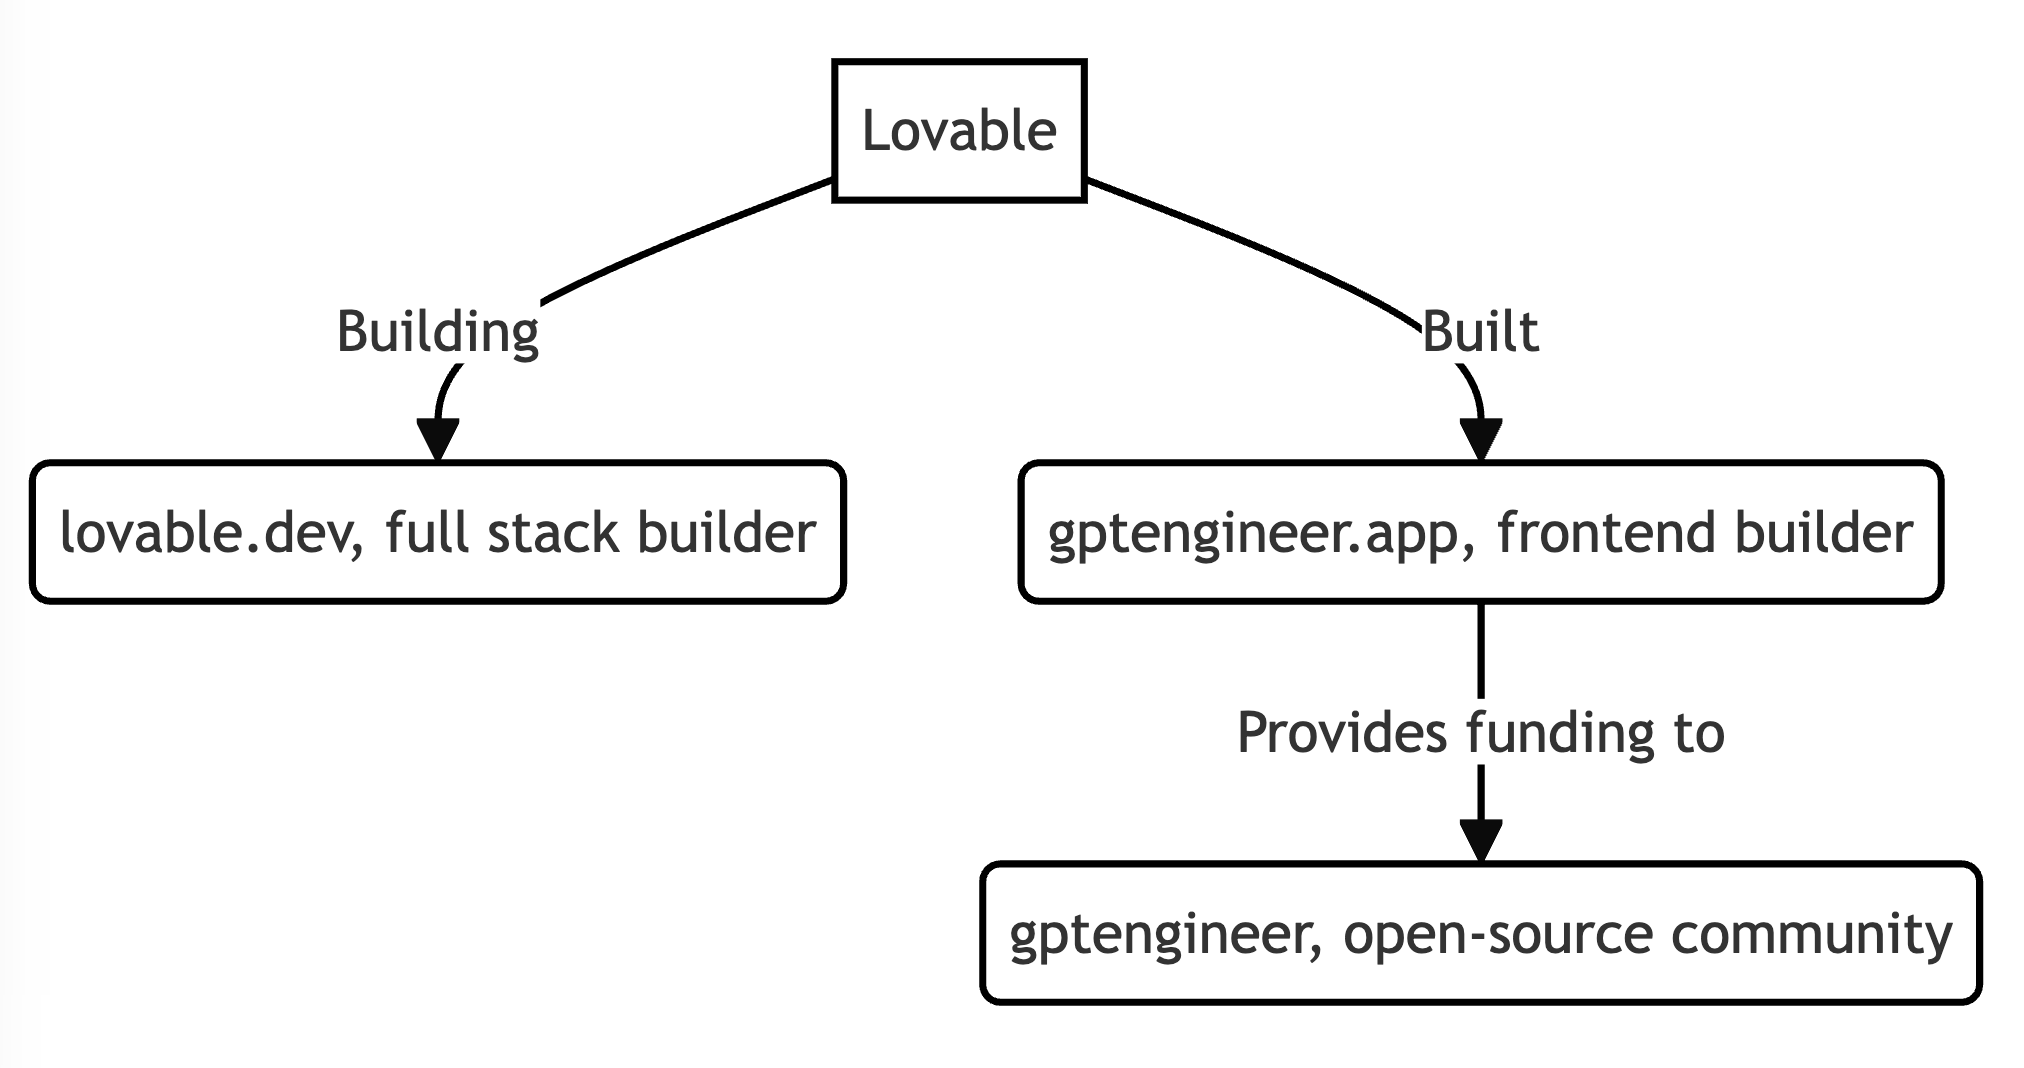 Lovable
Building
Built
lovable.dev, full stack builder
gptengineer.app, frontend builder
Provides funding to
gptengineer, open-source community